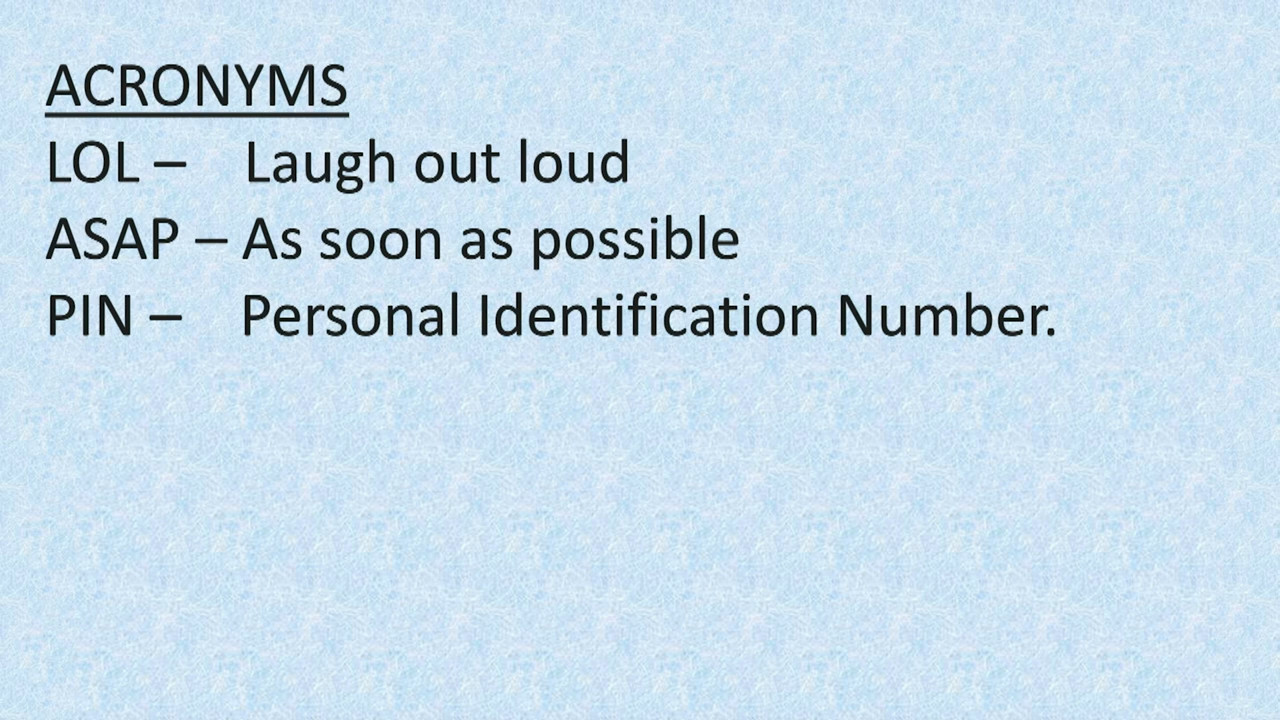 ACRONYMS
LOL – Laugh out loud
ASAP – As soon as possible
PIN – Personal Identification Number.